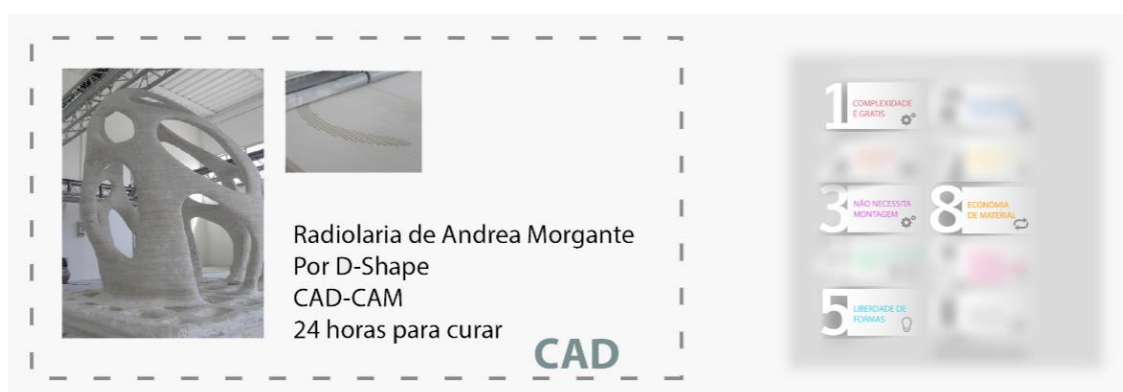 Radiolaria de Andrea Morgante
Por D-Shape
CAD-CAM
24 horas para curar
CAD
1
COMPLEXIDADE
É GRATIS
3
NÃO NECESSITA
MONTAGEM
8
ECONOMIA
DE MATERIAL
5
LIBERDADE DE
FORMAS